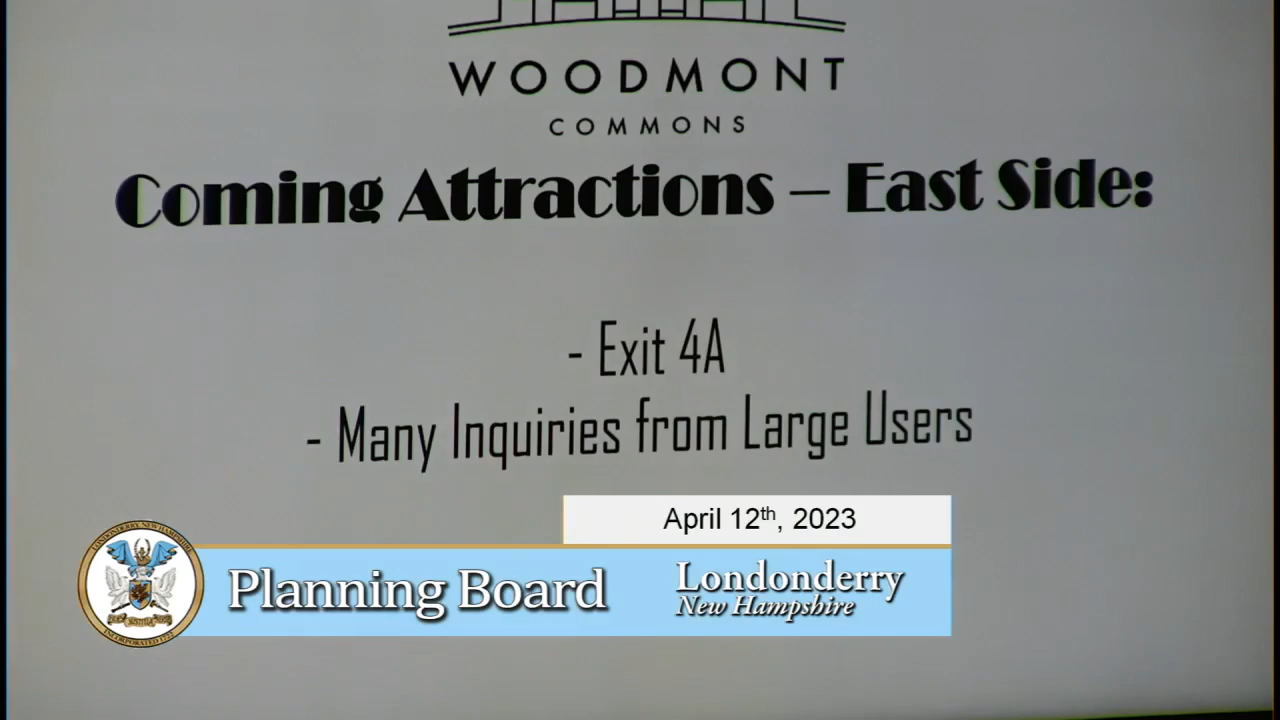 WOODMONT
COMMONS
Coming Attractions – East Side:
- Exit 4A
- Many Inquiries from Large Users
April 12th, 2023
Planning Board
Londonderry
New Hampshire